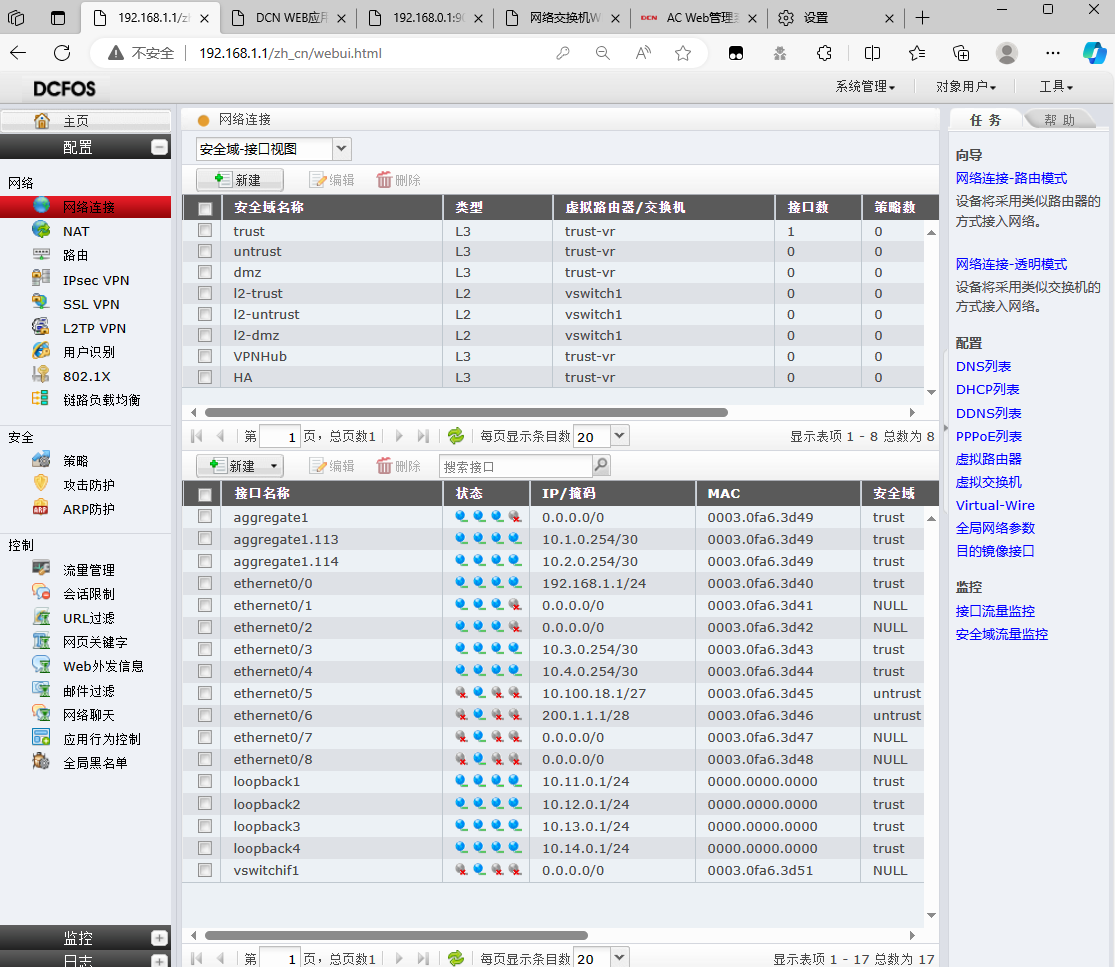 192.168.1.1/zh
DCN WEB应用
192.168.0.1:90
网络交换机W
DCN AC Web管理
设置
不安全 192.168.1.1/zh_cn/webui.html
DCFOS
系统管理 对象用户 工具
主页
配置
网络
网络连接
NAT
路由
IPsec VPN
SSL VPN
L2TP VPN
用户识别
802.1X
链路负载均衡
安全
策略
攻击防护
ARP防护
控制
流量管理
会话限制
URL过滤
网页关键字
Web外发信息
邮件过滤
网络聊天
应用行为控制
全局黑名单
监控
日志
网络连接
安全域-接口视图
新建 编辑 删除
安全域名称 类型 虚拟路由器/交换机 接口数 策略数
trust L3 trust-vr 1 0
untrust L3 trust-vr 0 0
dmz L3 trust-vr 0 0
l2-trust L2 vswitch1 0 0
l2-untrust L2 vswitch1 0 0
l2-dmz L2 vswitch1 0 0
VPNHub L3 trust-vr 0 0
HA L3 trust-vr 0 0
第 1 页，总页数1 每页显示条目数 20 显示表项 1 - 8 总数为 8
新建 编辑 删除 搜索接口
接口名称 状态 IP/掩码 MAC 安全域
aggregate1 0.0.0.0/0 0003.0fa6.3d49 trust
aggregate1.113 10.1.0.254/30 0003.0fa6.3d49 trust
aggregate1.114 10.2.0.254/30 0003.0fa6.3d49 trust
ethernet0/0 192.168.1.1/24 0003.0fa6.3d40 trust
ethernet0/1 0.0.0.0/0 0003.0fa6.3d41 NULL
ethernet0/2 0.0.0.0/0 0003.0fa6.3d42 NULL
ethernet0/3 10.3.0.254/30 0003.0fa6.3d43 trust
ethernet0/4 10.4.0.254/30 0003.0fa6.3d44 trust
ethernet0/5 10.100.18.1/27 0003.0fa6.3d45 untrust
ethernet0/6 200.1.1.1/28 0003.0fa6.3d46 untrust
ethernet0/7 0.0.0.0/0 0003.0fa6.3d47 NULL
ethernet0/8 0.0.0.0/0 0003.0fa6.3d48 NULL
loopback1 10.11.0.1/24 0000.0000.0000 trust
loopback2 10.12.0.1/24 0000.0000.0000 trust
loopback3 10.13.0.1/24 0000.0000.0000 trust
loopback4 10.14.0.1/24 0000.0000.0000 trust
vswitchif1 0.0.0.0/0 0003.0fa6.3d51 NULL
第 1 页，总页数1 每页显示条目数 20 显示表项 1 - 17 总数为 17
任务 帮助
向导
网络连接-路由模式
设备将采用类似路由器的
方式接入网络。
网络连接-透明模式
设备将采用类似交换机的
方式接入网络。
配置
DNS列表
DHCP列表
DDNS列表
PPPoE列表
虚拟路由器
虚拟交换机
Virtual-Wire
全局网络参数
目的镜像接口
监控
接口流量监控
安全域流量监控